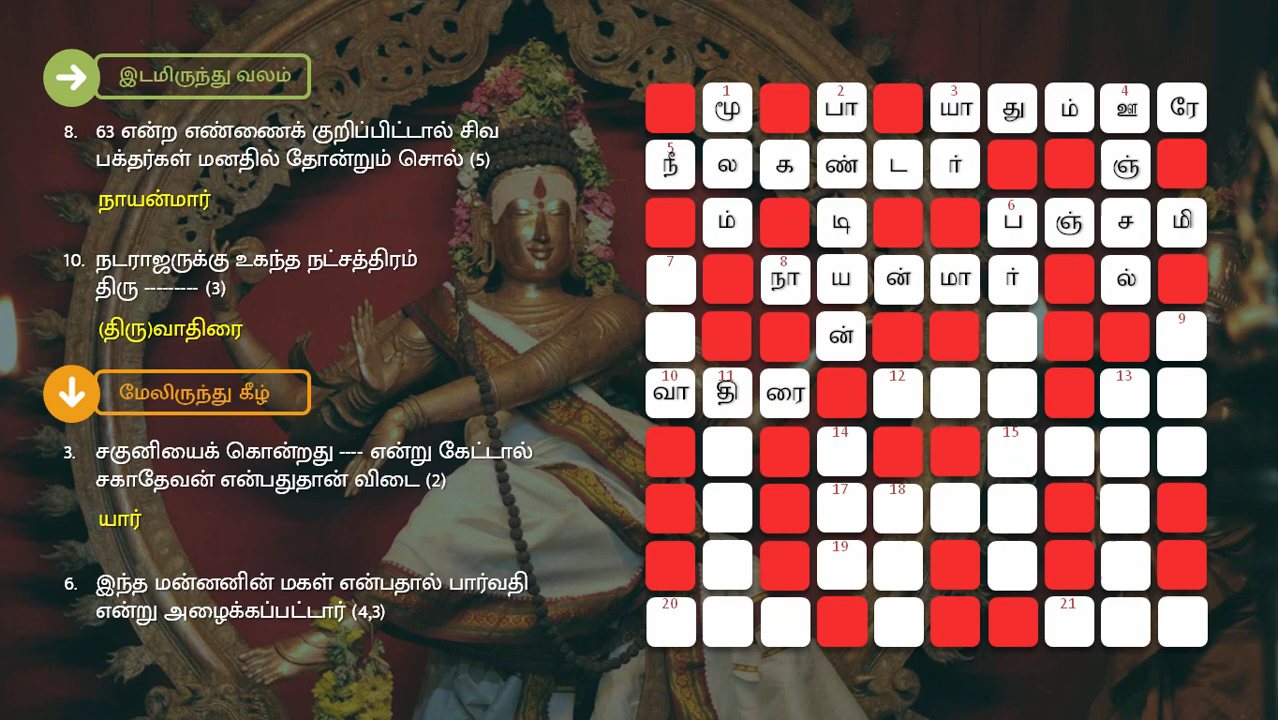 இடமிருந்து வலம்
8. 63 என்ற எண்ணைக் குறிப்பிட்டால் சிவ
பக்தர்கள் மனதில் தோன்றும் சொல் (5)
நாயன்மார்
10. நடராஜருக்கு உகந்த நட்சத்திரம்
திரு --------- (3)
(திரு)வாதிரை
மேலிருந்து கீழ்
3. சகுனியைக் கொன்றது ---- என்று கேட்டால்
சகாதேவன் என்பதுதான் விடை (2)
யார்
6. இந்த மன்னனின் மகள் என்பதால் பார்வதி
என்று அழைக்கப்பட்டார் (4,3)
1 2 3 4
மூ பா யா து ம் ஊ ரே
5
நீ ல க ண் ட ர் ஞ்
6
ம் டி ப ஞ் ச மி
7 8
நா ய ன் மா ர் ல்
9
ன்
10 11 12 13
வா தி ரை
14 15
17 18
19
20 21